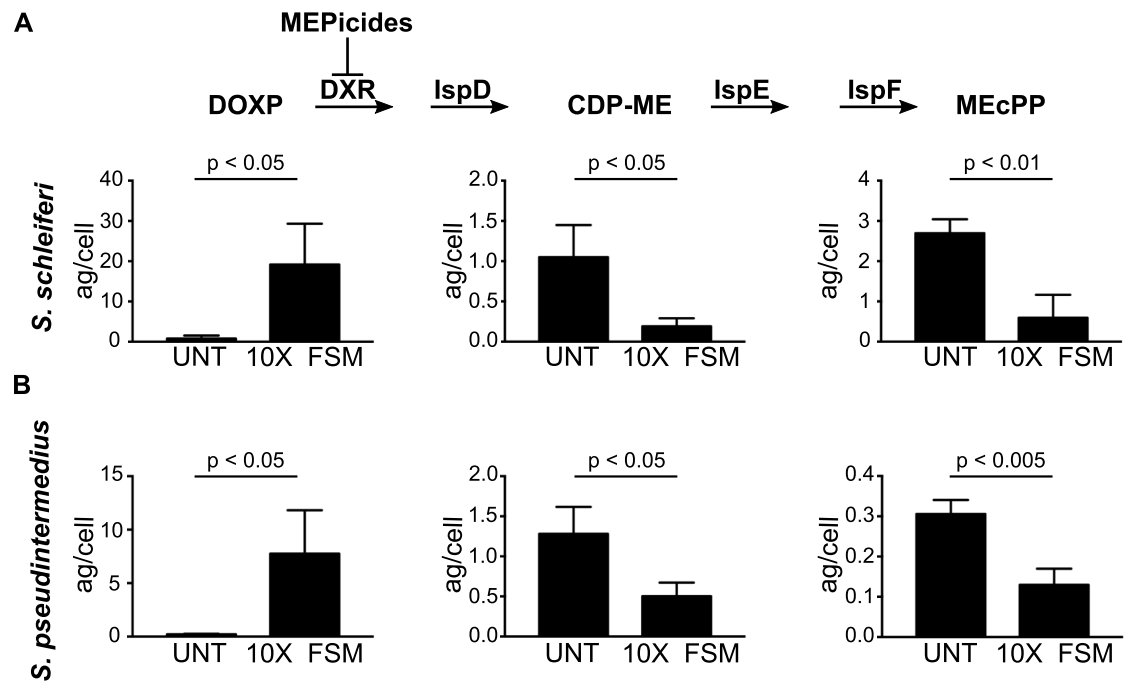 A
MEPicides
DOXP DXR IspD CDP-ME IspE IspF MEcPP
S. schleiferi
p < 0.05
40
30
20
10
0
ag/cell
UNT 10X FSM
p < 0.05
2.0
1.5
1.0
0.5
0.0
ag/cell
UNT 10X FSM
p < 0.01
4
3
2
1
0
ag/cell
UNT 10X FSM
B
S. pseudintermedius
p < 0.05
15
10
5
0
ag/cell
UNT 10X FSM
p < 0.05
2.0
1.5
1.0
0.5
0.0
ag/cell
UNT 10X FSM
p < 0.005
0.4
0.3
0.2
0.1
0.0
ag/cell
UNT 10X FSM